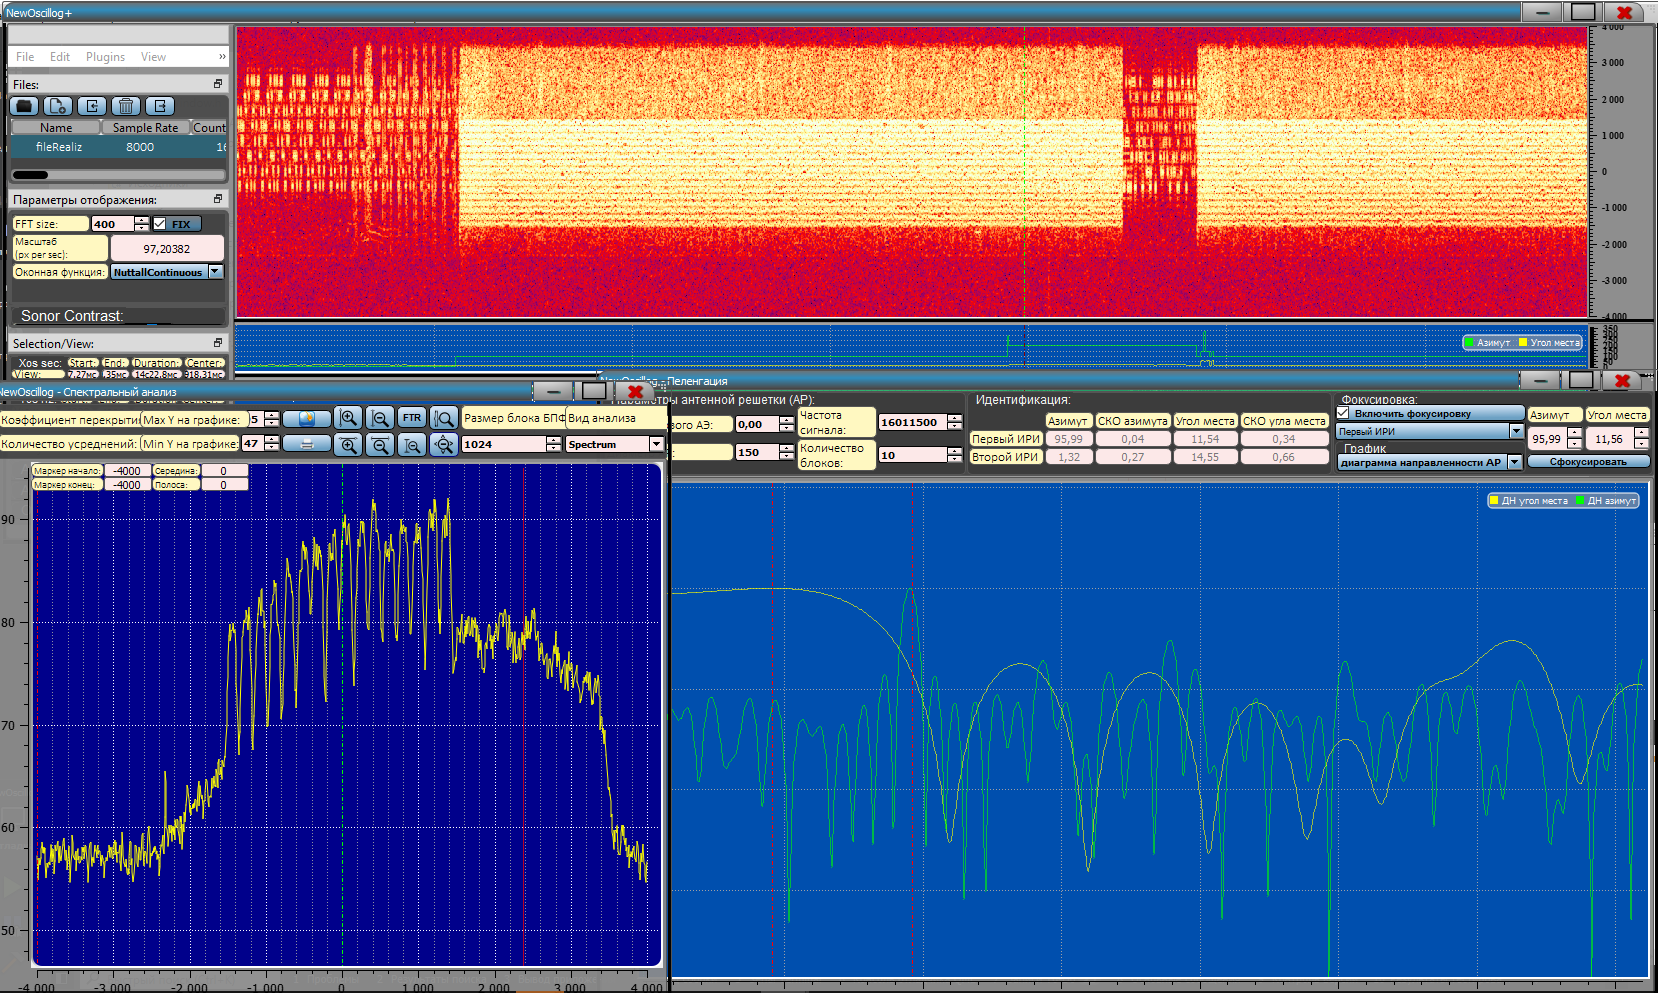 NewOscillog+
File Edit Plugins View »
Files:
Name Sample Rate Count
fileRealiz 8000 16
Параметры отображения:
FFT size: 400 FIX
Масштаб
(px per sec): 97,20382
Оконная функция: NuttallContinuous
Sonor Contrast:
Selection/View:
Xos sec: Start: End: Duration: Center:
View: 7.27мс .35мс 14с22.8мс 918.31мс
4 000
3 000
2 000
1 000
0
-1 000
-2 000
-3 000
-4 000
Азимут Угол места
350
NewOscillog - Спектральный анализ
Коэффициент перекрыти Max Y на графике: 5 FTR Размер блока БПФ Вид анализа
Количество усреднений: Min Y на графике: 47 1024 Spectrum
Маркер начало: -4000 Середина: 0
Маркер конец: -4000 Полоса: 0
90
80
70
60
50
-4 000 -3 000 -2 000 -1 000 0 1 000 2 000 3 000 4 000
NewOscillog - Пеленгация
Параметры антенной решетки (АР):
вого АЭ: 0,00 Частота
сигнала: 16011500
: 150 Количество
блоков: 10
Идентификация:
Азимут СКО азимута Угол места СКО угла места
Первый ИРИ 95,99 0,04 11,54 0,34
Второй ИРИ 1,32 0,27 14,55 0,66
Фокусировка:
Включить фокусировку Азимут Угол места
Первый ИРИ 95,99 11,56
График
диаграмма направленности АР Сфокусировать
ДН угол места ДН азимут